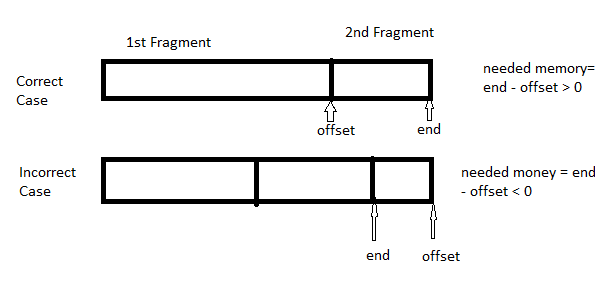 1st Fragment
2nd Fragment
Correct
Case
needed memory=
end - offset > 0
offset
end
Incorrect
Case
needed money = end
- offset < 0
end
offset